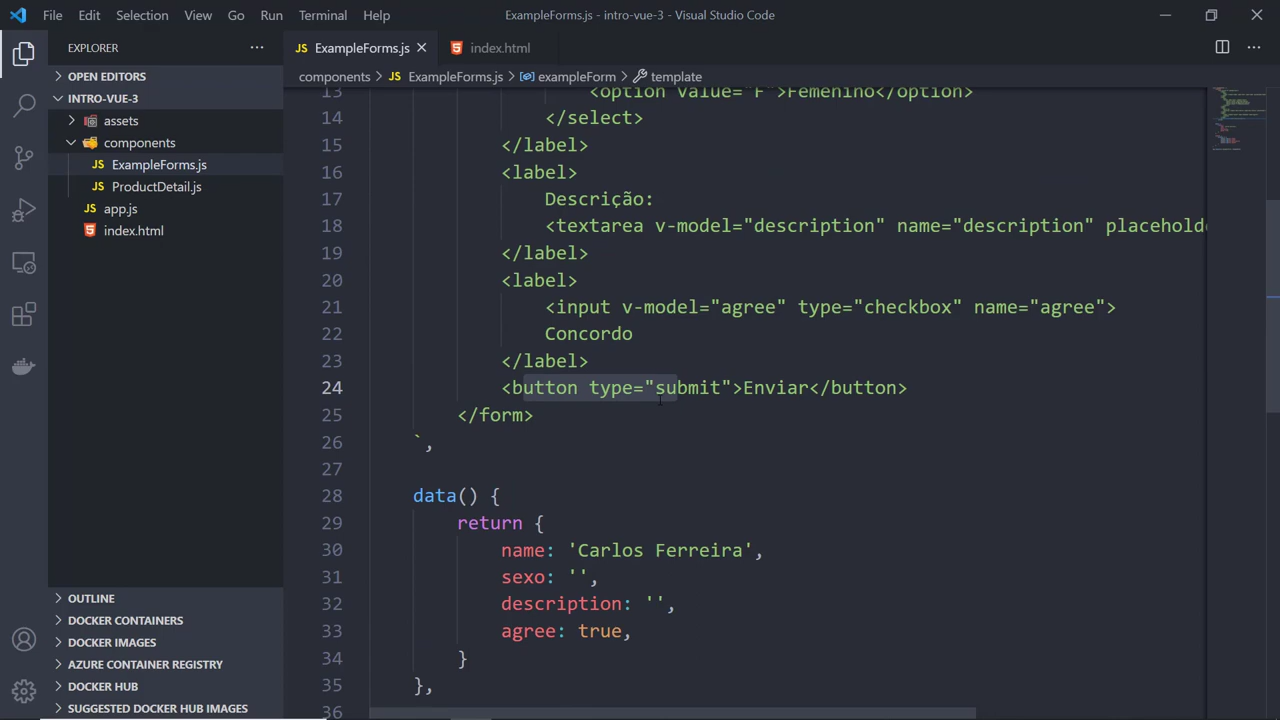 File Edit Selection View Go Run Terminal Help
ExampleForms.js - intro-vue-3 - Visual Studio Code
EXPLORER
JS ExampleForms.js
index.html
OPEN EDITORS
components > JS ExampleForms.js > exampleForm > template
INTRO-VUE-3
assets
components
JS ExampleForms.js
JS ProductDetail.js
JS app.js
index.html
13 <option value="F">Femenino</option>
14 </select>
15 </label>
16 <label>
17 Descrição:
18 <textarea v-model="description" name="description" placeholde
19 </label>
20 <label>
21 <input v-model="agree" type="checkbox" name="agree">
22 Concordo
23 </label>
24 <button type="submit">Enviar</button>
25 </form>
26 `,
27
28 data() {
29 return {
30 name: 'Carlos Ferreira',
31 sexo: '',
32 description: '',
33 agree: true,
34 }
35 },
36
OUTLINE
DOCKER CONTAINERS
DOCKER IMAGES
AZURE CONTAINER REGISTRY
DOCKER HUB
SUGGESTED DOCKER HUB IMAGES